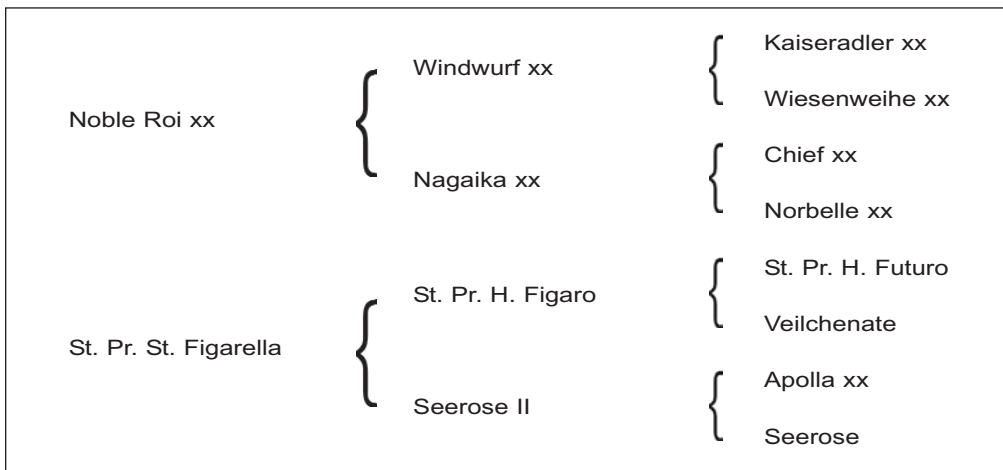 Kaiseradler xx
Windwurf xx
Wiesenweihe xx
Noble Roi xx
Chief xx
Nagaika xx
Norbelle xx
St. Pr. H. Futuro
St. Pr. H. Figaro
Veilchenate
St. Pr. St. Figarella
Apolla xx
Seerose II
Seerose